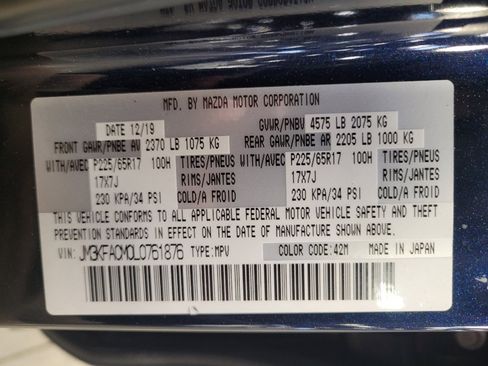 MFD. BY MAZDA MOTOR CORPORATION
DATE 12/19 GVWR/PNBV 4575 LB 2075 KG
FRONT GAWR/PNBE AV 2370 LB 1075 KG REAR GAWR/PNBE AR 2205 LB 1000 KG
WITH/AVEC P225/65R17 100H TIRES/PNEUS WITH/AVEC P225/65R17 100H TIRES/PNEUS
17X7J RIMS/JANTES 17X7J RIMS/JANTES
230 KPA/34 PSI COLD/A FROID 230 KPA/34 PSI COLD/A FROID
THIS VEHICLE CONFORMS TO ALL APPLICABLE FEDERAL MOTOR VEHICLE SAFETY AND THEFT
PREVENTION STANDARDS IN EFFECT ON THE DATE OF MANUFACTURE SHOWN ABOVE.
VIN: JM3KFACM0L0761876 TYPE:MPV COLOR CODE:42M MADE IN JAPAN